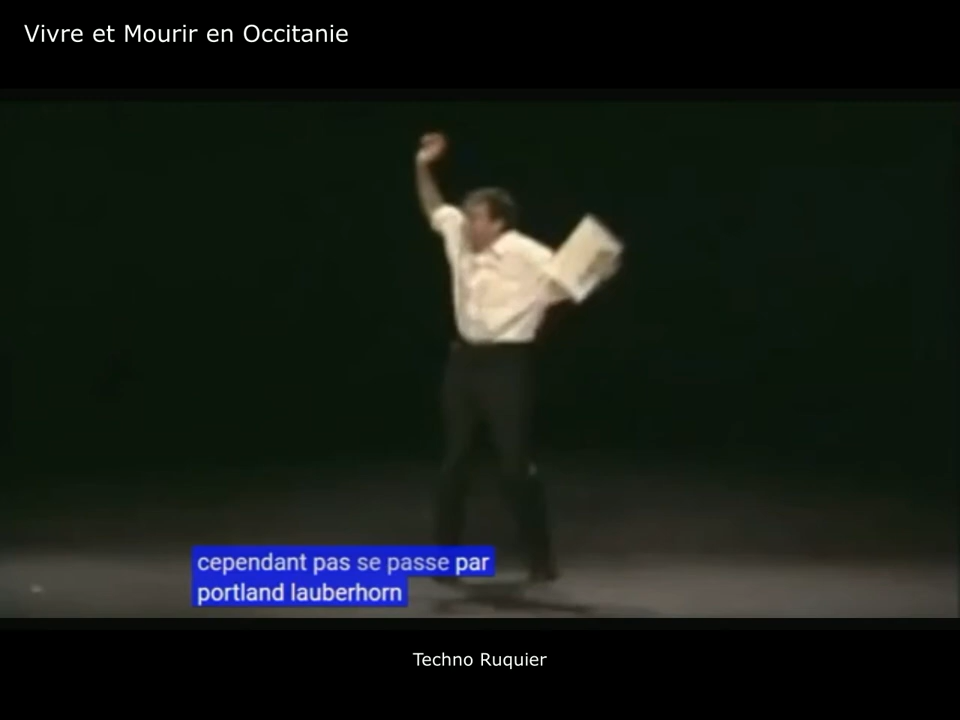 Vivre et Mourir en Occitanie
cependant pas se passe par
portland lauberhorn
Techno Ruquier